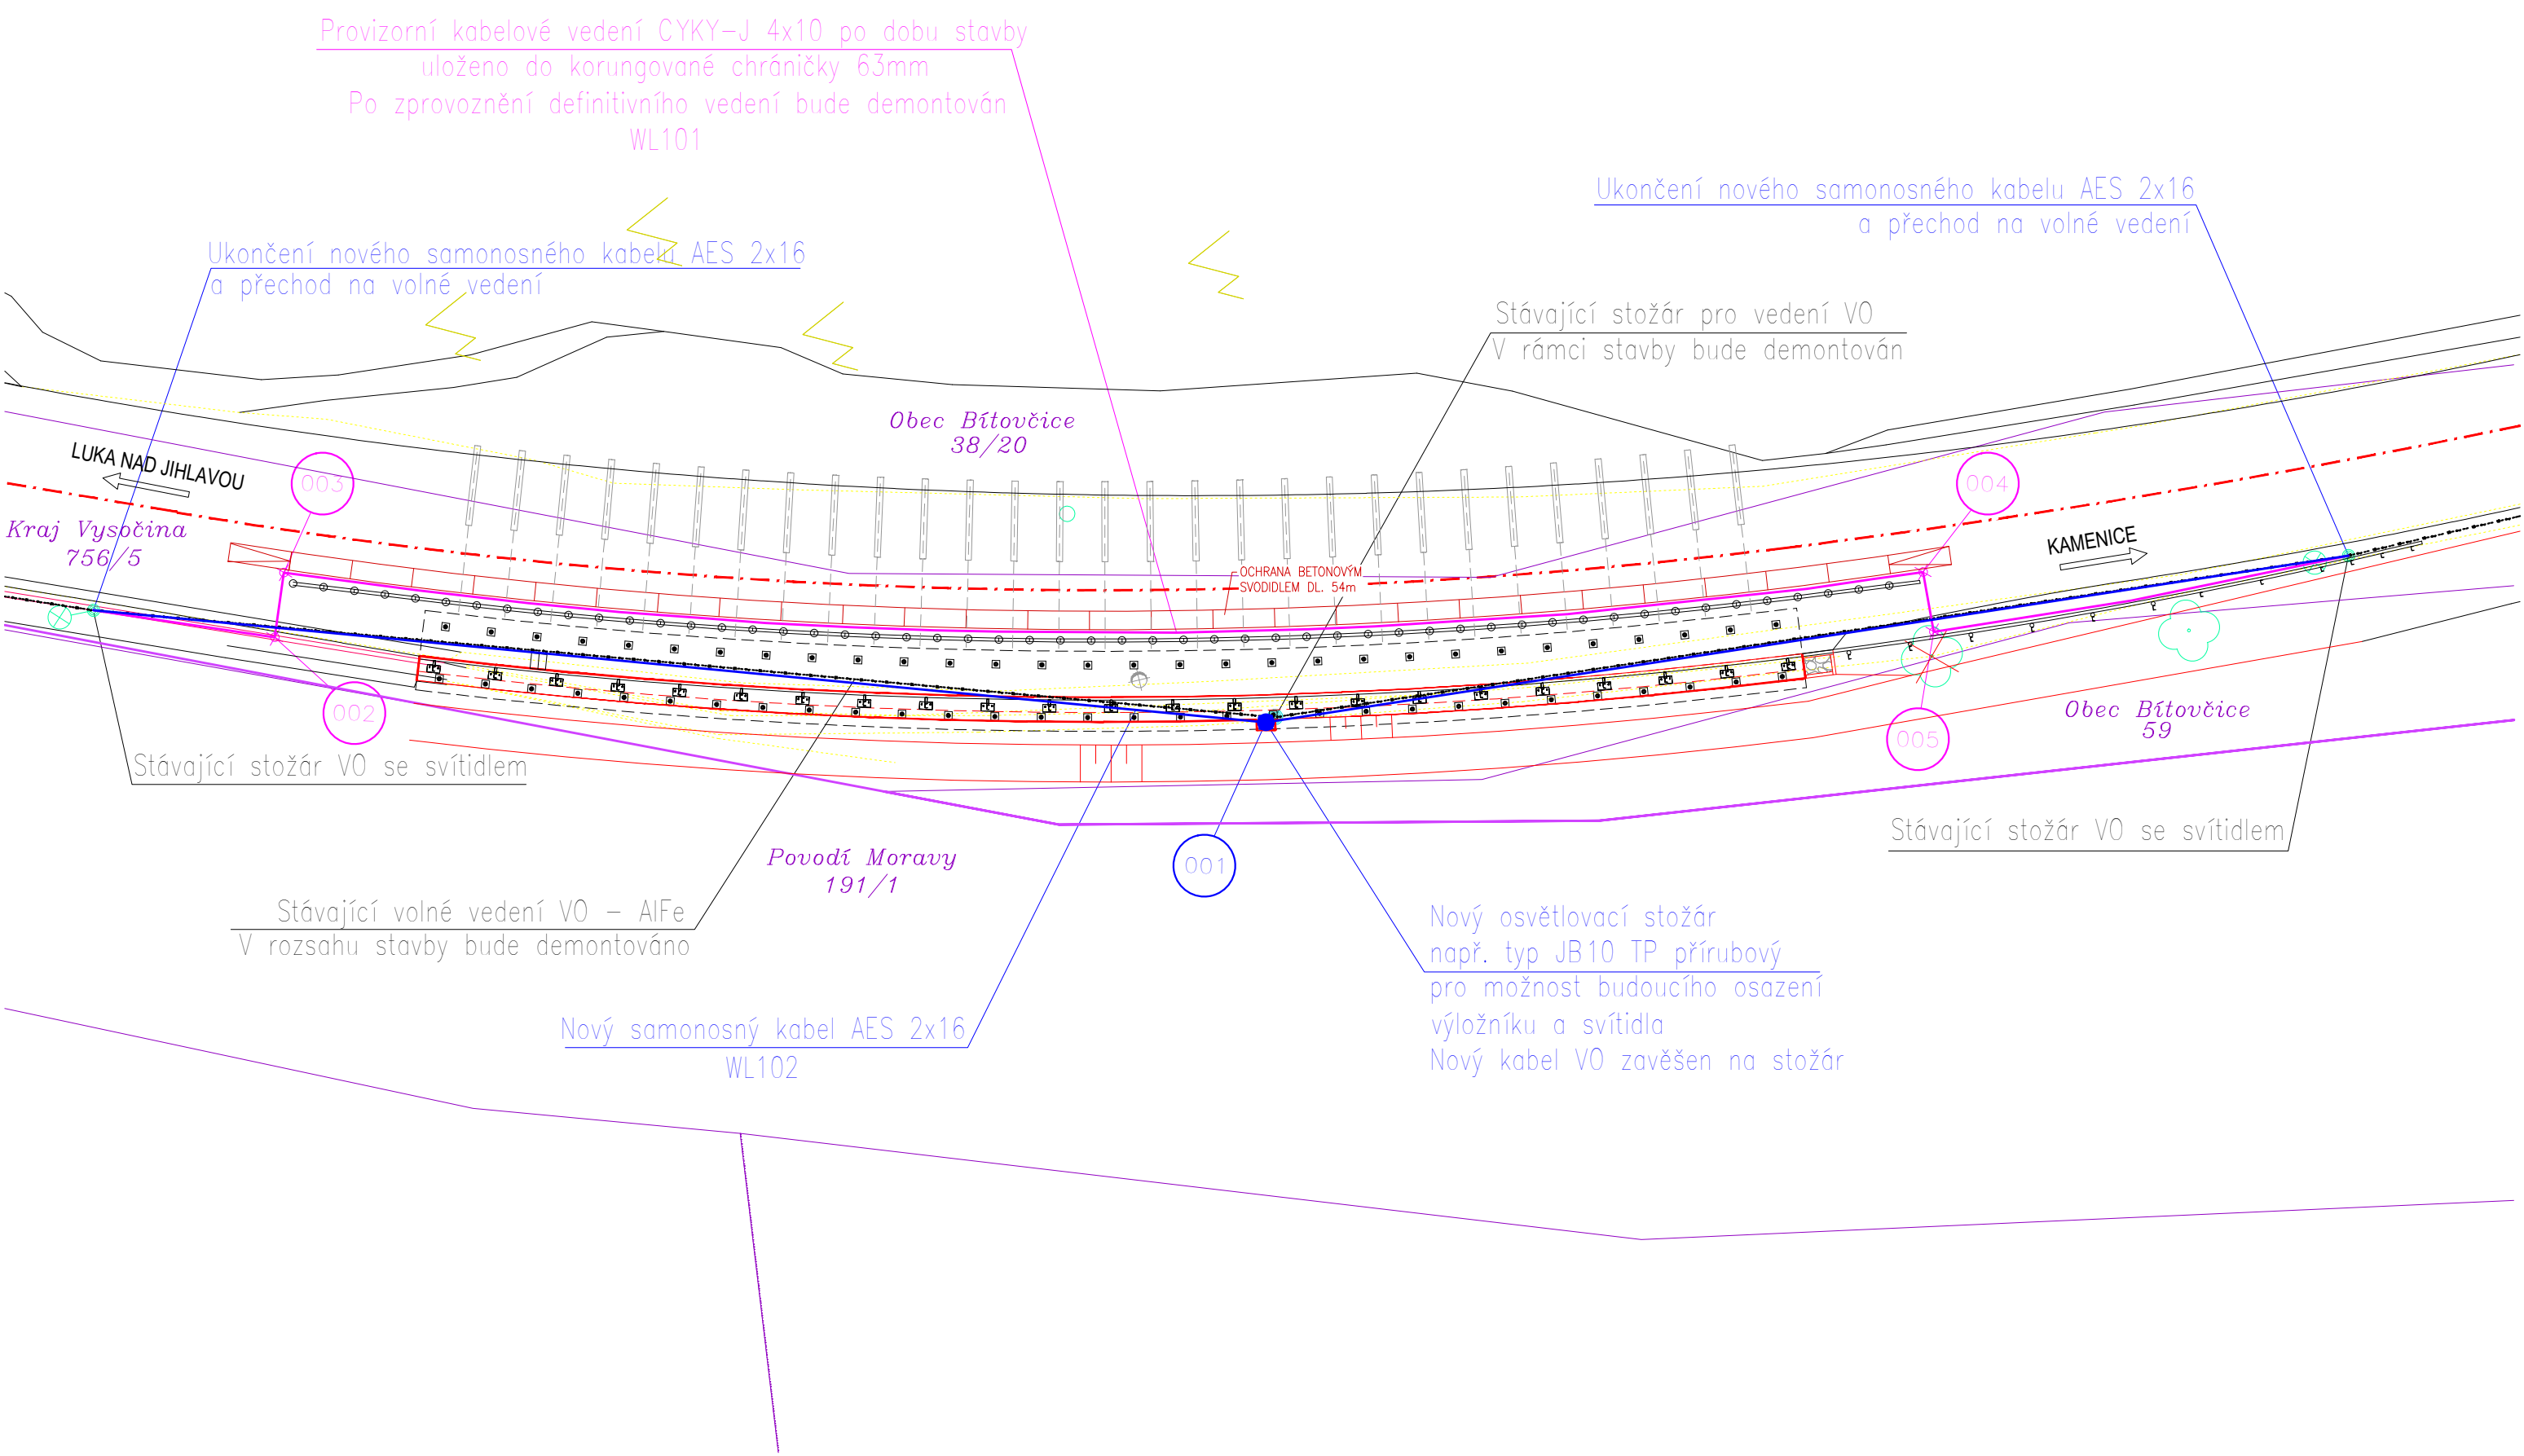 Provizorní kabelové vedení CYKY-J 4x10 po dobu stavby
uloženo do korungované chráničky 63mm
Po zprovoznění definitivního vedení bude demontován
WL101
Ukončení nového samonosného kabelu AES 2x16
a přechod na volné vedení
Ukončení nového samonosného kabelu AES 2x16
a přechod na volné vedení
Stávající stožár pro vedení VO
V rámci stavby bude demontován
Obec Bítovčice
38/20
LUKA NAD JIHLAVOU
003
004
Kraj Vysočina
756/5
KAMENICE
OCHRANA BETONOVÝM
SVODIDLEM DL. 54m
002
005
Obec Bítovčice
59
Stávající stožár VO se svítidlem
Stávající stožár VO se svítidlem
Povodí Moravy
191/1
001
Stávající volné vedení VO - AlFe
V rozsahu stavby bude demontováno
Nový osvětlovací stožár
např. typ JB10 TP přírubový
pro možnost budoucího osazení
výložníku a svítidla
Nový kabel VO zavěšen na stožár
Nový samonosný kabel AES 2x16
WL102